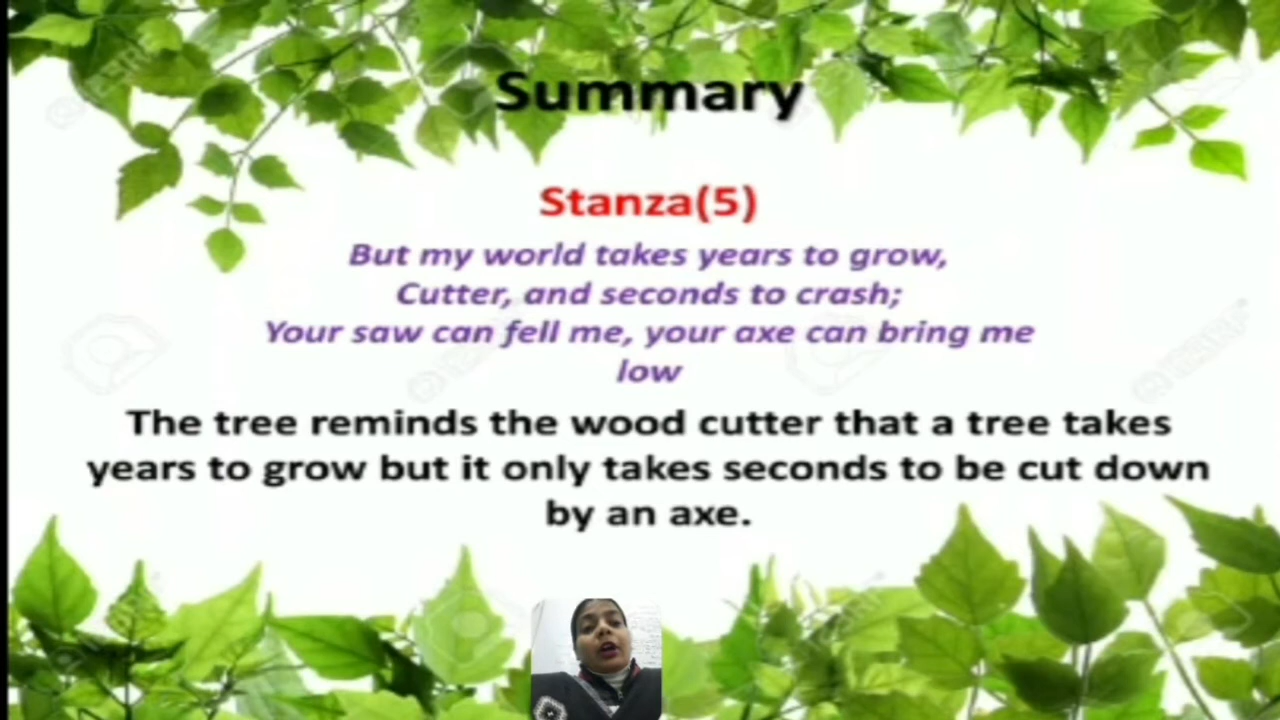 Summary
Stanza(5)
But my world takes years to grow,
Cutter, and seconds to crash;
Your saw can fell me, your axe can bring me
low
The tree reminds the wood cutter that a tree takes
years to grow but it only takes seconds to be cut down
by an axe.